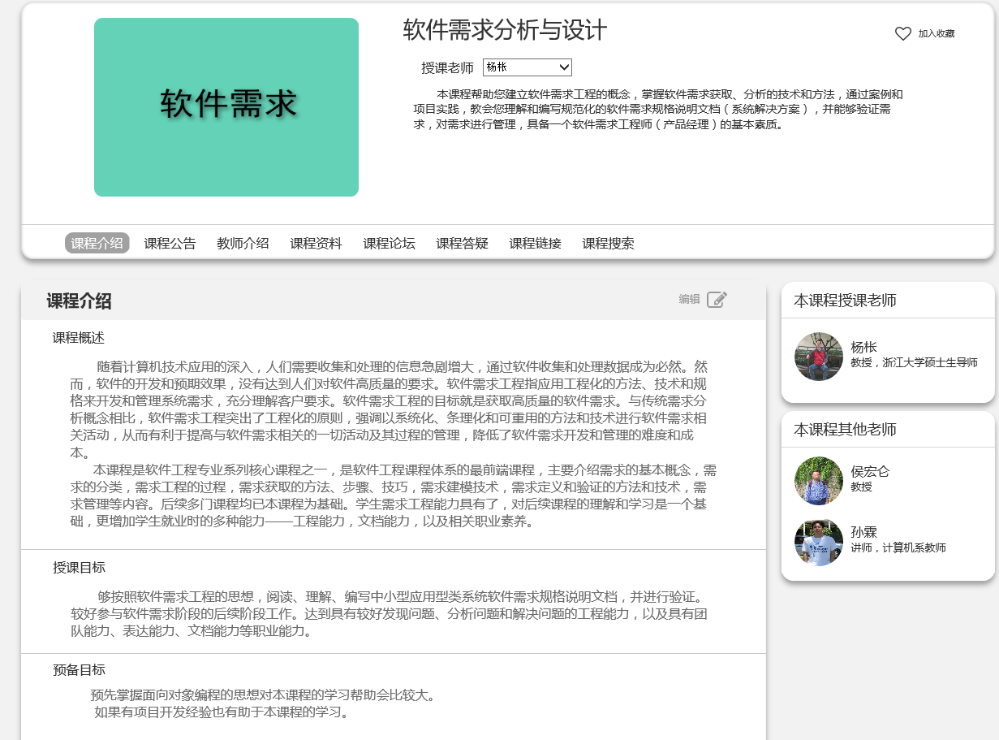 软件需求
软件需求分析与设计
加入收藏
授课老师 杨枨
本课程帮助您建立软件需求工程的概念，掌握软件需求获取、分析的技术和方法，通过案例和
项目实践，教会您理解和编写规范化的软件需求规格说明文档（系统解决方案），并能够验证需
求，对需求进行管理，具备一个软件需求工程师（产品经理）的基本素质。
课程介绍 课程公告 教师介绍 课程资料 课程论坛 课程答疑 课程链接 课程搜索
课程介绍
编辑
课程概述
随着计算机技术应用的深入，人们需要收集和处理的信息急剧增大，通过软件收集和处理数据成为必然。然
而，软件的开发和预期效果，没有达到人们对软件高质量的要求。软件需求工程指应用工程化的方法、技术和规
格来开发和管理系统需求，充分理解客户要求。软件需求工程的目标就是获取高质量的软件需求。与传统需求分
析概念相比，软件需求工程突出了工程化的原则，强调以系统化、条理化和可重用的方法和技术进行软件需求相
关活动，从而有利于提高与软件需求相关的一切活动及其过程的管理，降低了软件需求开发和管理的难度和成
本。
本课程是软件工程专业系列核心课程之一，是软件工程课程体系的最前端课程，主要介绍需求的基本概念，需
求的分类，需求工程的过程，需求获取的方法、步骤、技巧，需求建模技术，需求定义和验证的方法和技术，需
求管理等内容。后续多门课程均已本课程为基础。学生需求工程能力具有了，对后续课程的理解和学习是一个基
础，更增加学生就业时的多种能力——工程能力，文档能力，以及相关职业素养。
授课目标
够按照软件需求工程的思想，阅读、理解、编写中小型应用型类系统软件需求规格说明文档，并进行验证。
较好参与软件需求阶段的后续阶段工作。达到具有较好发现问题、分析问题和解决问题的工程能力，以及具有团
队能力、表达能力、文档能力等职业能力。
预备目标
预先掌握面向对象编程的思想对本课程的学习帮助会比较大。
如果有项目开发经验也有助于本课程的学习。
本课程授课老师
杨枨
教授，浙江大学硕士生导师
本课程其他老师
侯宏仑
教授
孙霖
讲师，计算机系教师